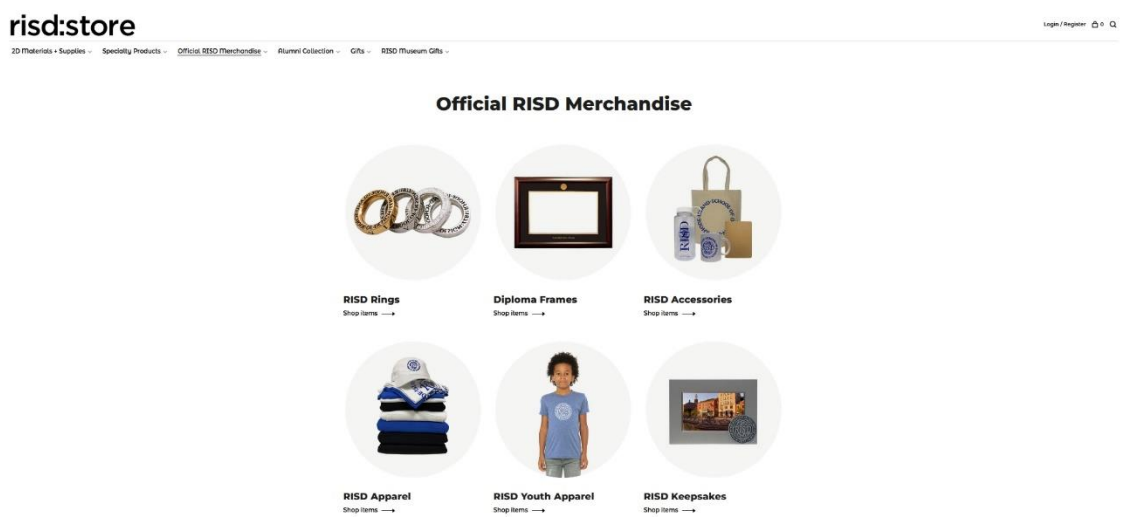 risd:store
Login / Register 0
2D Materials + Supplies Specialty Products Official RISD Merchandise Alumni Collection Gifts RISD Museum Gifts
Official RISD Merchandise
RISD
RISD Rings Diploma Frames RISD Accessories
Shop items Shop items Shop items
RISD Apparel RISD Youth Apparel RISD Keepsakes
Shop items Shop items Shop items